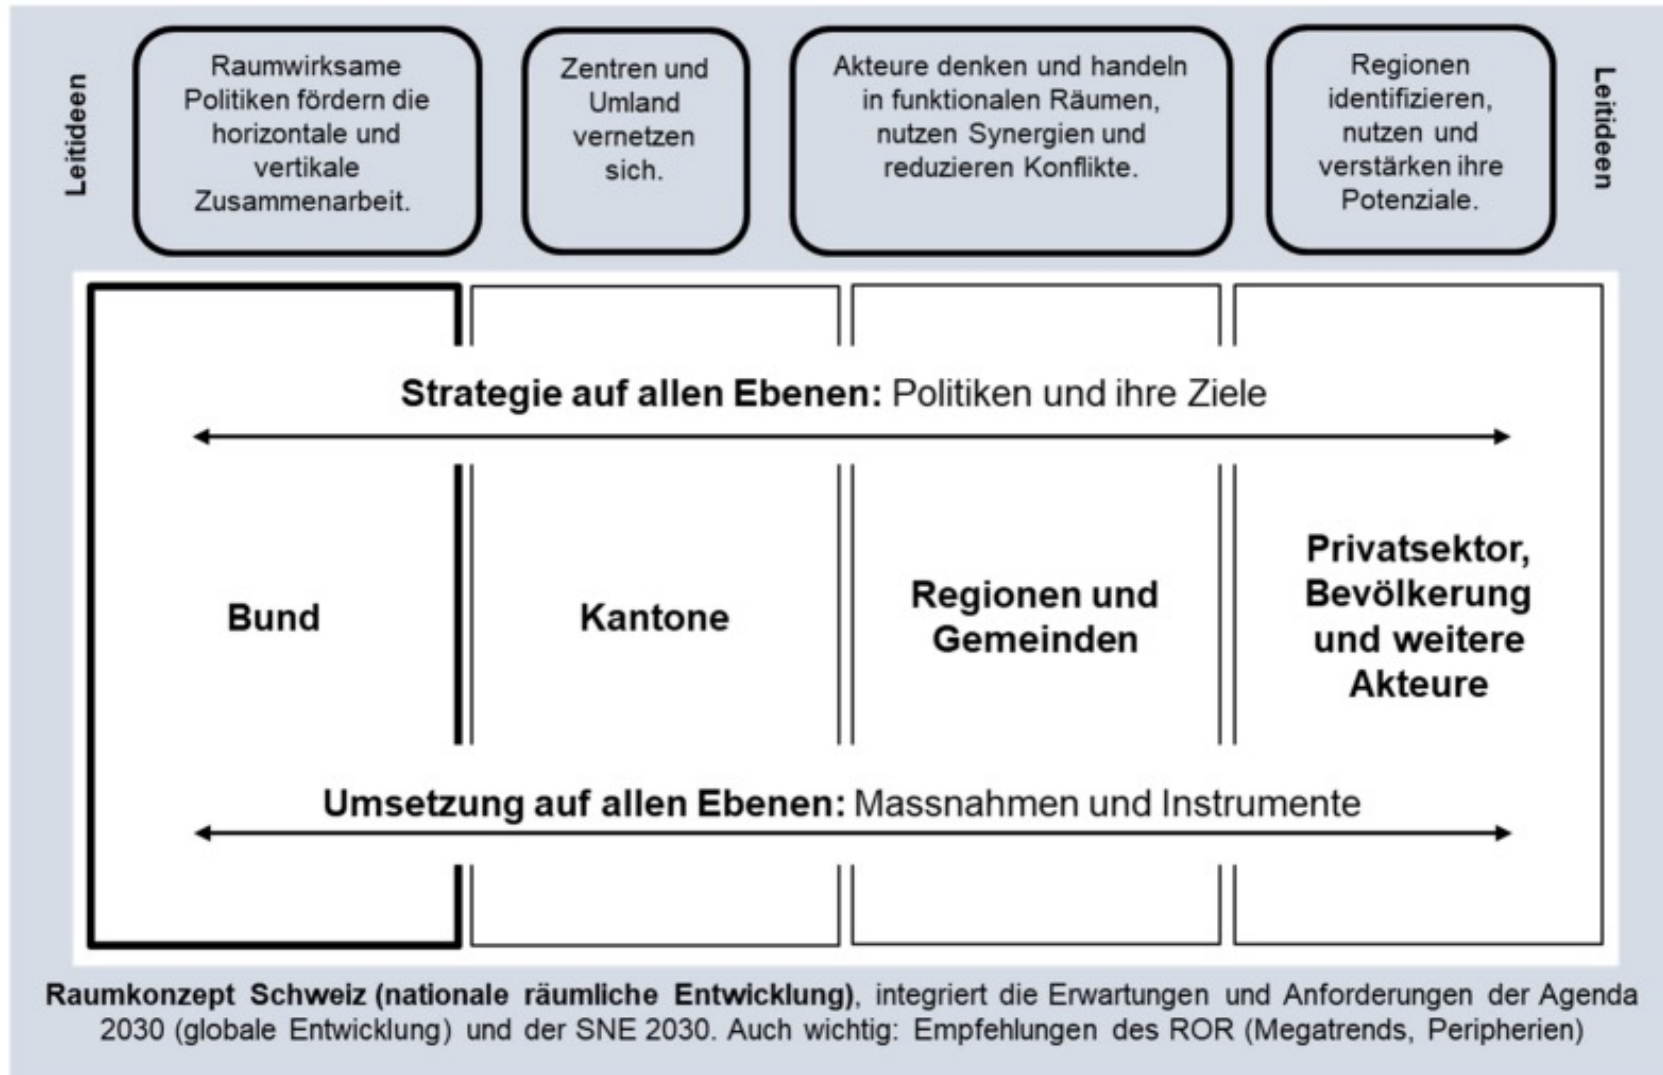 Leitideen
Raumwirksame
Politiken fördern die
horizontale und
vertikale
Zusammenarbeit.
Zentren und
Umland
vernetzen
sich.
Akteure denken und handeln
in funktionalen Räumen,
nutzen Synergien und
reduzieren Konflikte.
Regionen
identifizieren,
nutzen und
verstärken ihre
Potenziale.
Leitideen
Strategie auf allen Ebenen: Politiken und ihre Ziele
Bund
Kantone
Regionen und
Gemeinden
Privatsektor,
Bevölkerung
und weitere
Akteure
Umsetzung auf allen Ebenen: Massnahmen und Instrumente
Raumkonzept Schweiz (nationale räumliche Entwicklung), integriert die Erwartungen und Anforderungen der Agenda
2030 (globale Entwicklung) und der SNE 2030. Auch wichtig: Empfehlungen des ROR (Megatrends, Peripherien)